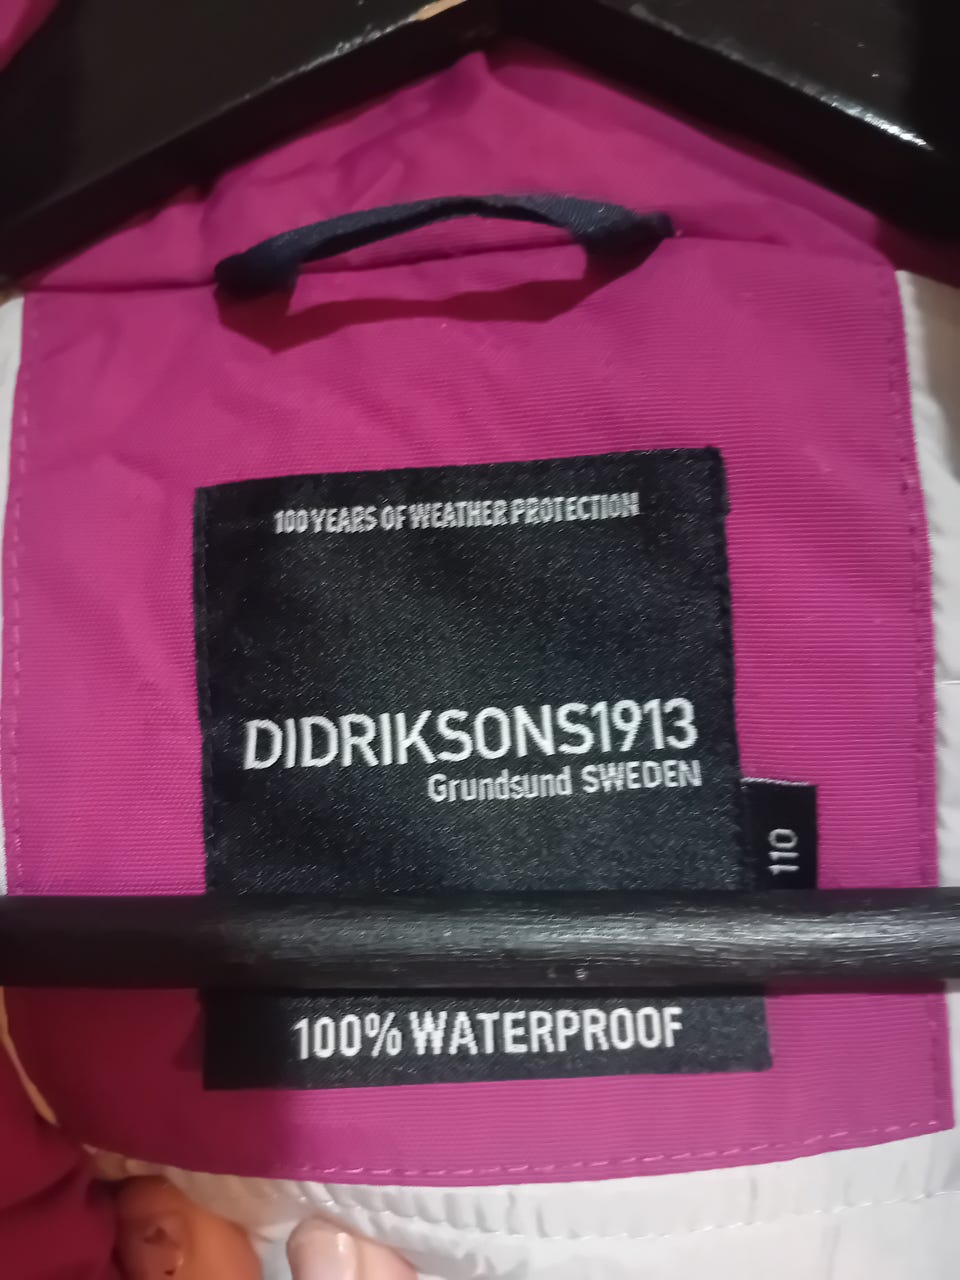 100 YEARS OF WEATHER PROTECTION
DIDRIKSONS1913
Grundsund SWEDEN
110
100% WATERPROOF